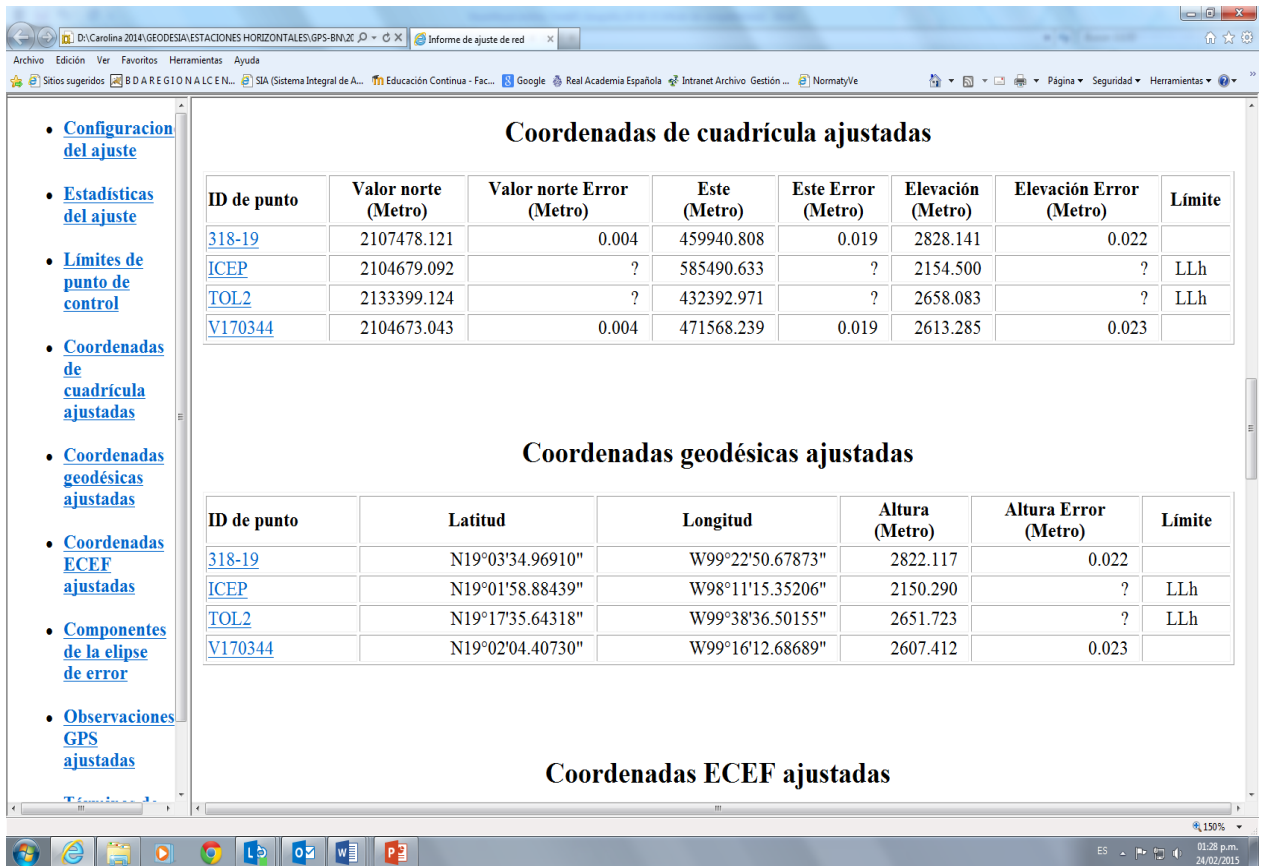 D:\Carolina 2014\GEODESIA\ESTACIONES HORIZONTALES\GPS-BN\2(
Informe de ajuste de red
Archivo Edición Ver Favoritos Herramientas Ayuda
Sitios sugeridos B D A R E G I O N A L C E N... SIA (Sistema Integral de A... Educación Continua - Fac... Google Real Academia Española Intranet Archivo Gestión ... NormatyVe Página Seguridad Herramientas
Configuracion
del ajuste
Estadísticas
del ajuste
Límites de
punto de
control
Coordenadas
de
cuadrícula
ajustadas
Coordenadas
geodésicas
ajustadas
Coordenadas
ECEF
ajustadas
Componentes
de la elipse
de error
Observaciones
GPS
ajustadas
Coordenadas de cuadrícula ajustadas
ID de punto Valor norte (Metro) Valor norte Error (Metro) Este (Metro) Este Error (Metro) Elevación (Metro) Elevación Error (Metro) Límite
318-19 2107478.121 0.004 459940.808 0.019 2828.141 0.022
ICEP 2104679.092 ? 585490.633 ? 2154.500 ? LLh
TOL2 2133399.124 ? 432392.971 ? 2658.083 ? LLh
V170344 2104673.043 0.004 471568.239 0.019 2613.285 0.023
Coordenadas geodésicas ajustadas
ID de punto Latitud Longitud Altura (Metro) Altura Error (Metro) Límite
318-19 N19°03'34.96910" W99°22'50.67873" 2822.117 0.022
ICEP N19°01'58.88439" W98°11'15.35206" 2150.290 ? LLh
TOL2 N19°17'35.64318" W99°38'36.50155" 2651.723 ? LLh
V170344 N19°02'04.40730" W99°16'12.68689" 2607.412 0.023
Coordenadas ECEF ajustadas
150%
ES 01:28 p.m.
24/02/2015